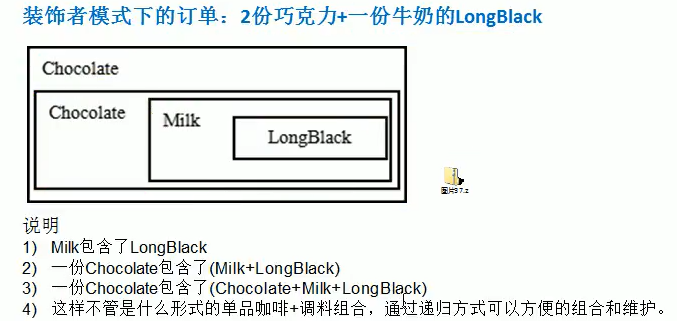 装饰者模式下的订单：2份巧克力+一份牛奶的LongBlack
Chocolate
Chocolate
Milk
LongBlack
图片37.z
说明
1) Milk包含了LongBlack
2) 一份Chocolate包含了(Milk+LongBlack)
3) 一份Chocolate包含了(Chocolate+Milk+LongBlack)
4) 这样不管是什么形式的单品咖啡+调料组合，通过递归方式可以方便的组合和维护。